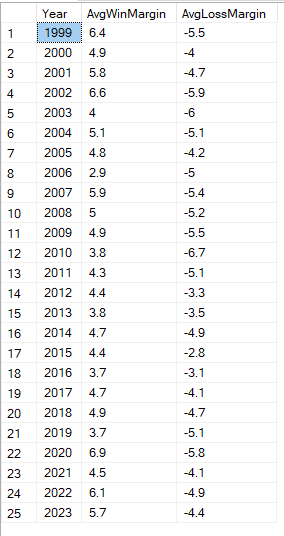 Year AvgWinMargin AvgLossMargin
1 1999 6.4 -5.5
2 2000 4.9 -4
3 2001 5.8 -4.7
4 2002 6.6 -5.9
5 2003 4 -6
6 2004 5.1 -5.1
7 2005 4.8 -4.2
8 2006 2.9 -5
9 2007 5.9 -5.4
10 2008 5 -5.2
11 2009 4.9 -5.5
12 2010 3.8 -6.7
13 2011 4.3 -5.1
14 2012 4.4 -3.3
15 2013 3.8 -3.5
16 2014 4.7 -4.9
17 2015 4.4 -2.8
18 2016 3.7 -3.1
19 2017 4.7 -4.1
20 2018 4.9 -4.7
21 2019 3.7 -5.1
22 2020 6.9 -5.8
23 2021 4.5 -4.1
24 2022 6.1 -4.9
25 2023 5.7 -4.4